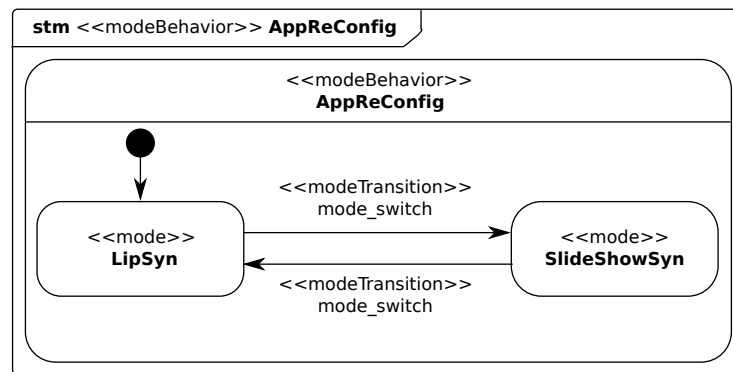 stm <<modeBehavior>> AppReConfig
<<modeBehavior>>
AppReConfig
<<modeTransition>>
mode_switch
<<mode>>
LipSyn
<<mode>>
SlideShowSyn
<<modeTransition>>
mode_switch